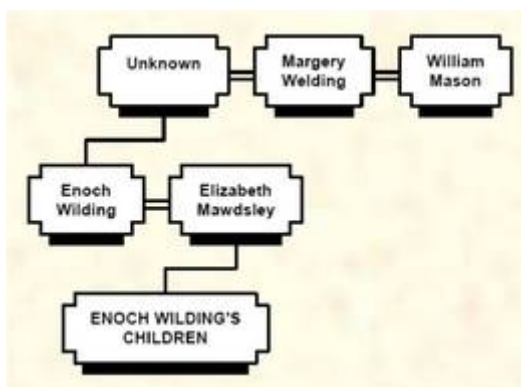 Unknown
Margery
Welding
William
Mason
Enoch
Wilding
Elizabeth
Mawdsley
ENOCH WILDING'S
CHILDREN